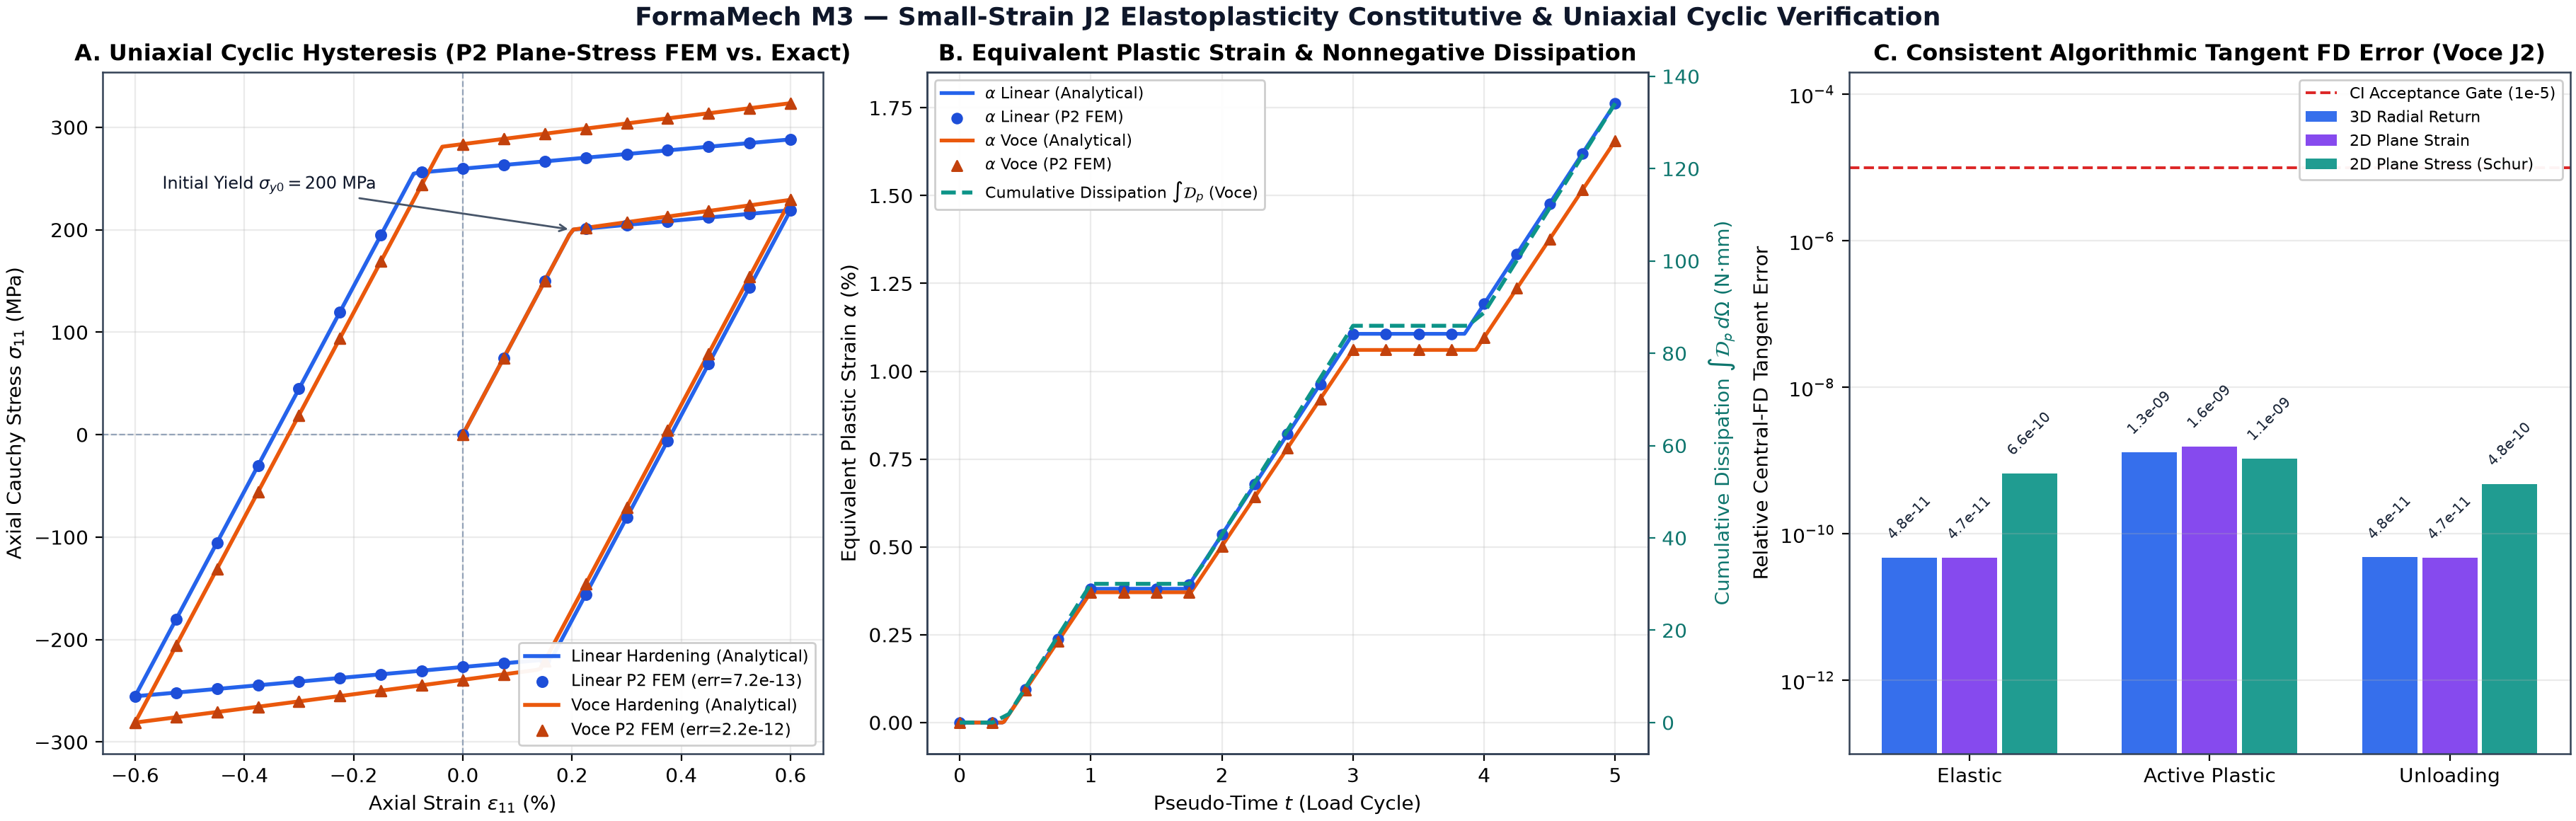 FormaMech M3 — Small-Strain J2 Elastoplasticity Constitutive & Uniaxial Cyclic Verification
A. Uniaxial Cyclic Hysteresis (P2 Plane-Stress FEM vs. Exact)
Axial Cauchy Stress σ₁₁ (MPa)
300
200
100
0
−100
−200
−300
Initial Yield σ_y0 = 200 MPa
Linear Hardening (Analytical)
Linear P2 FEM (err=7.2e-13)
Voce Hardening (Analytical)
Voce P2 FEM (err=2.2e-12)
−0.6 −0.4 −0.2 0.0 0.2 0.4 0.6
Axial Strain ε₁₁ (%)
B. Equivalent Plastic Strain & Nonnegative Dissipation
Equivalent Plastic Strain α (%)
1.75
1.50
1.25
1.00
0.75
0.50
0.25
0.00
α Linear (Analytical)
α Linear (P2 FEM)
α Voce (Analytical)
α Voce (P2 FEM)
Cumulative Dissipation ∫𝒟ₚ (Voce)
0 1 2 3 4 5
Pseudo-Time t (Load Cycle)
140
120
100
80
60
40
20
0
Cumulative Dissipation ∫𝒟ₚ dΩ (N·mm)
C. Consistent Algorithmic Tangent FD Error (Voce J2)
Relative Central-FD Tangent Error
10⁻⁴
10⁻⁶
10⁻⁸
10⁻¹⁰
10⁻¹²
CI Acceptance Gate (1e-5)
3D Radial Return
2D Plane Strain
2D Plane Stress (Schur)
4.8e-11
4.7e-11
6.6e-10
1.3e-09
1.6e-09
1.1e-09
4.8e-11
4.7e-11
4.8e-10
Elastic Active Plastic Unloading